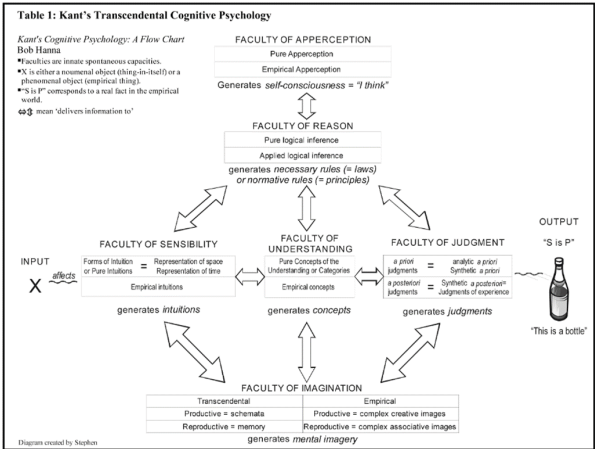 Table 1: Kant's Transcendental Cognitive Psychology
Kant's Cognitive Psychology: A Flow Chart
Bob Hanna
▪Faculties are innate spontaneous capacities.
▪X is either a noumenal object (thing-in-itself) or a
phenomenal object (empirical thing).
▪"S is P" corresponds to a real fact in the empirical
world.
⇔⇕ mean 'delivers information to'
FACULTY OF APPERCEPTION
Pure Apperception
Empirical Apperception
Generates self-consciousness = "I think"
FACULTY OF REASON
Pure logical inference
Applied logical inference
generates necessary rules (= laws)
or normative rules (= principles)
INPUT
X
affects
FACULTY OF SENSIBILITY
Forms of Intuition
or Pure Intuitions
=
Representation of space
Representation of time
Empirical intuitions
generates intuitions
FACULTY OF
UNDERSTANDING
Pure Concepts of the
Understanding or Categories
Empirical concepts
generates concepts
FACULTY OF JUDGMENT
a priori
judgments
=
analytic a priori
Synthetic a priori
a posteriori
judgments
=
Synthetic a posteriori=
Judgments of experience
generates judgments
OUTPUT
"S is P"
"This is a bottle"
FACULTY OF IMAGINATION
Transcendental
Empirical
Productive = schemata
Productive = complex creative images
Reproductive = memory
Reproductive = complex associative images
generates mental imagery
Diagram created by Stephen